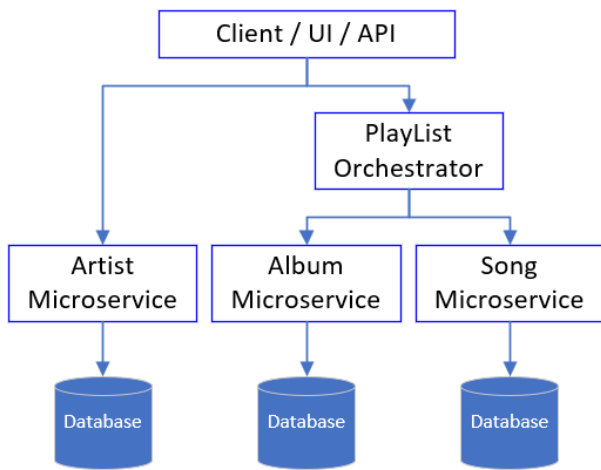 Client / UI / API
PlayList
Orchestrator
Artist
Microservice
Album
Microservice
Song
Microservice
Database
Database
Database